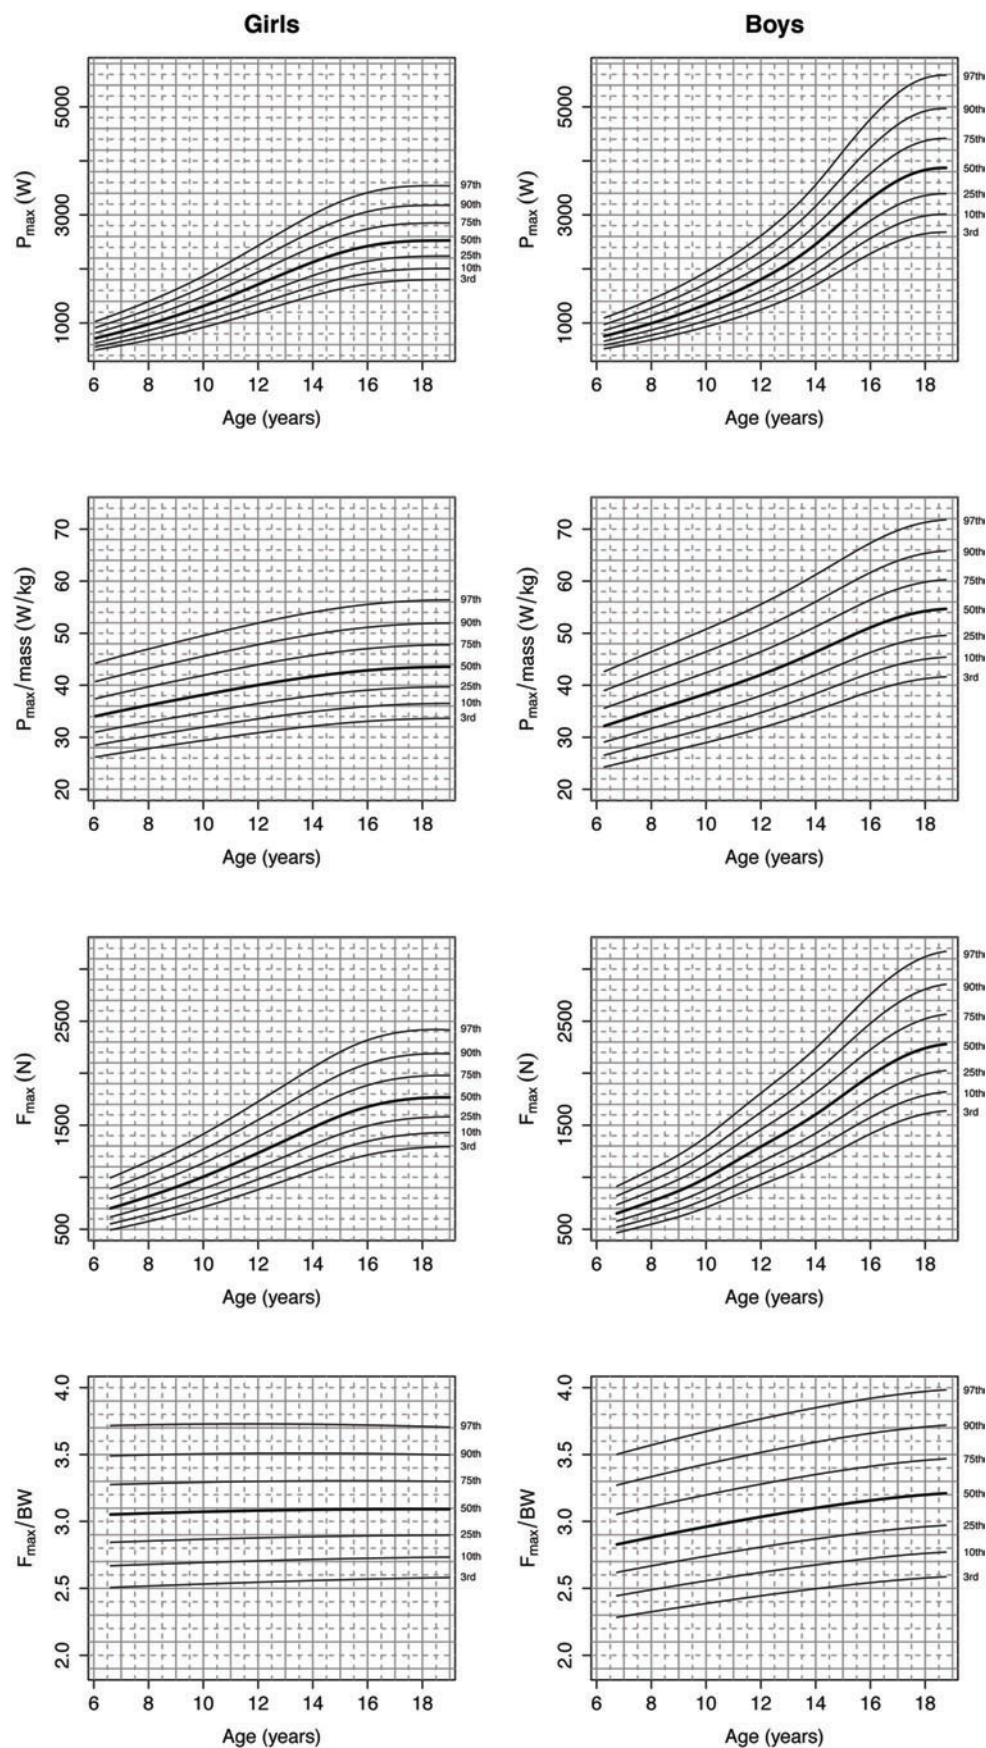 Girls Boys
P_max (W) 1000 3000 5000 97th 90th 75th 50th 25th 10th 3rd
6 8 10 12 14 16 18
Age (years)
P_max (W) 1000 3000 5000 97th 90th 75th 50th 25th 10th 3rd
6 8 10 12 14 16 18
Age (years)
P_max/mass (W/kg) 20 30 40 50 60 70 97th 90th 75th 50th 25th 10th 3rd
6 8 10 12 14 16 18
Age (years)
P_max/mass (W/kg) 20 30 40 50 60 70 97th 90th 75th 50th 25th 10th 3rd
6 8 10 12 14 16 18
Age (years)
F_max (N) 500 1500 2500 97th 90th 75th 50th 25th 10th 3rd
6 8 10 12 14 16 18
Age (years)
F_max (N) 500 1500 2500 97th 90th 75th 50th 25th 10th 3rd
6 8 10 12 14 16 18
Age (years)
F_max/BW 2.0 2.5 3.0 3.5 4.0 97th 90th 75th 50th 25th 10th 3rd
6 8 10 12 14 16 18
Age (years)
F_max/BW 2.0 2.5 3.0 3.5 4.0 97th 90th 75th 50th 25th 10th 3rd
6 8 10 12 14 16 18
Age (years)